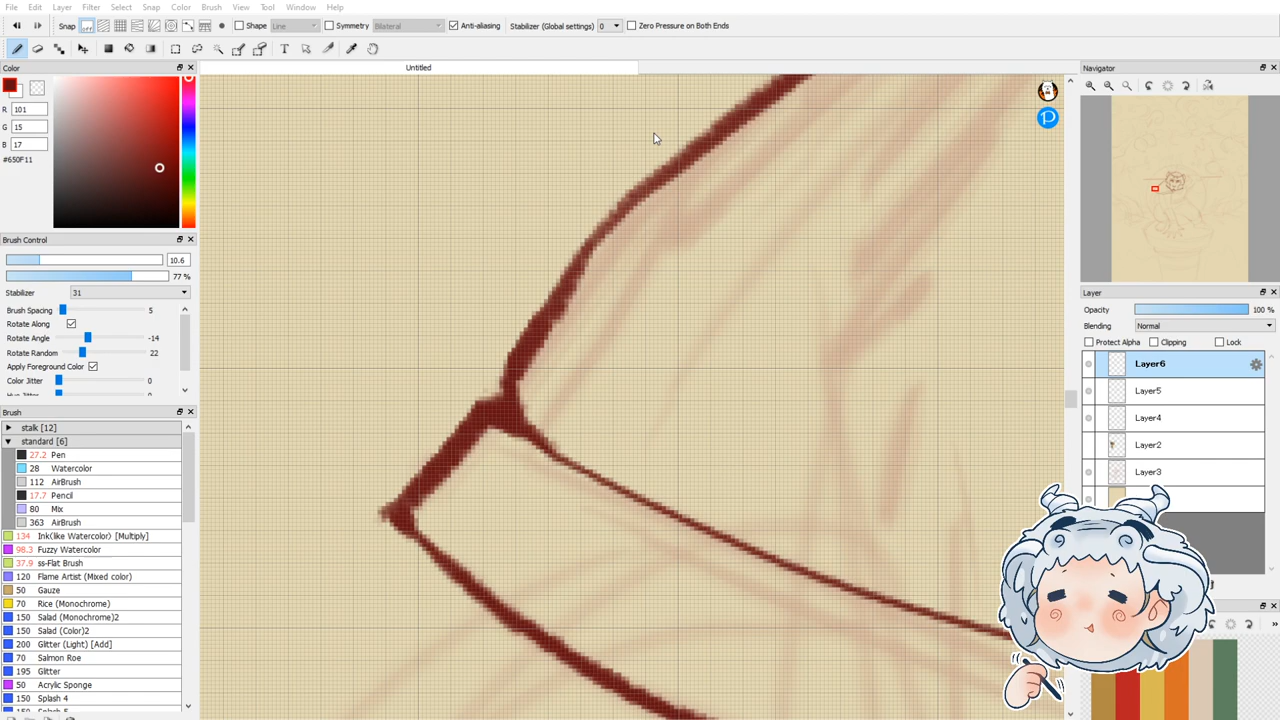 File Edit Layer Filter Select Snap Color Brush View Tool Help Window
Snap off Shape Line Symmetry Bilateral Anti-aliasing Stabilizer (Global settings) 0 Zero Pressure on Both Ends
Color
Untitled
Navigator
R 101
G 15
B 17
#650F11
Brush Control
10.6
77 %
Stabilizer 31
Brush Spacing 5
Rotate Along
Rotate Angle -14
Rotate Random 22
Apply Foreground Color
Color Jitter 0
Hue Jitter 0
Brush
stalk [12]
standard [6]
27.2 Pen
28 Watercolor
112 AirBrush
17.7 Pencil
80 Mix
363 AirBrush
134 Ink(like Watercolor) [Multiply]
98.3 Fuzzy Watercolor
37.9 ss-Flat Brush
120 Flame Artist (Mixed color)
50 Gauze
70 Rice (Monochrome)
150 Salad (Monochrome)2
150 Salad (Color)2
200 Glitter (Light) [Add]
70 Salmon Roe
195 Glitter
50 Acrylic Sponge
150 Splash 4
Layer
Opacity 100 %
Blending Normal
Protect Alpha Clipping Lock
Layer6
Layer5
Layer4
Layer2
Layer3